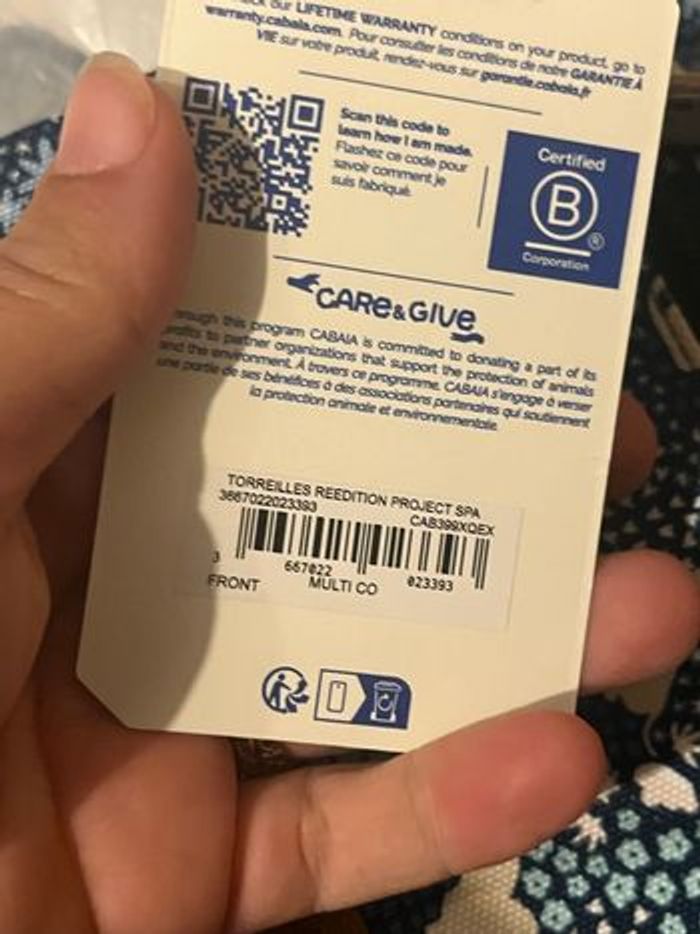 our LIFETIME WARRANTY conditions on your product, go to
warranty.cabaia.com. Pour consulter les conditions de notre GARANTIE À
VIE sur votre produit, rendez-vous sur garantie.cabaia.fr
Scan this code to
learn how I am made.
Flashez ce code pour
savoir comment je
suis fabriqué.
Certified
B
®
Corporation
CARe&GIVe
through this program CABAIA is committed to donating a part of its
profits to partner organizations that support the protection of animals
and the environment. À travers ce programme, CABAIA s'engage à verser
une partie de ses bénéfices à des associations partenaires qui soutiennent
la protection animale et environnementale.
TORREILLES REEDITION PROJECT SPA
3667022023393
CAB399XQEX
3 667022 023393
FRONT MULTI CO